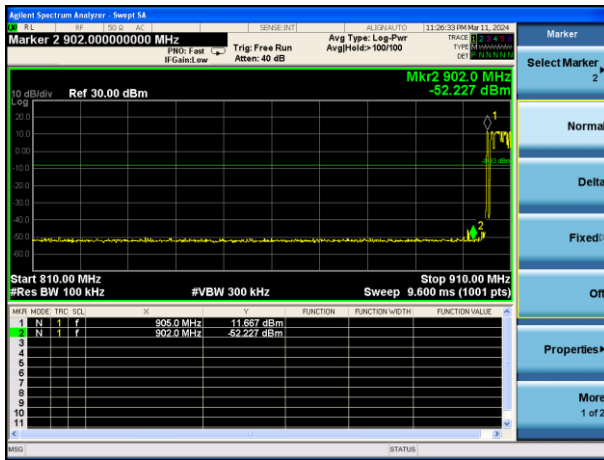 Agilent Spectrum Analyzer - Swept SA
RL RF 50 Ω AC SENSE:INT ALIGNAUTO 11:26:33 PM Mar 11, 2024
Marker 2 902.000000000 MHz
PNO: Fast
IFGain:Low
Trig: Free Run
Atten: 40 dB
Avg Type: Log-Pwr
Avg|Hold:>100/100
TRACE 1 2 3 4 5 6
TYPE
DET P N N N N N
Mkr2 902.0 MHz
-52.227 dBm
10 dB/div Ref 30.00 dBm
Log
20.0
10.0
0.00
-10.0
-20.0
-30.0
-40.0
-50.0
-60.0
1
2
Start 810.00 MHz Stop 910.00 MHz
#Res BW 100 kHz #VBW 300 kHz Sweep 9.600 ms (1001 pts)
MKR MODE TRC SCL X Y FUNCTION FUNCTION WIDTH FUNCTION VALUE
1 N 1 f 905.0 MHz 11.667 dBm
2 N 1 f 902.0 MHz -52.227 dBm
3
4
5
6
7
8
9
10
11
MSG STATUS
Marker
Select Marker
2
Normal
Delta
Fixed
Off
Properties
More
1 of 2